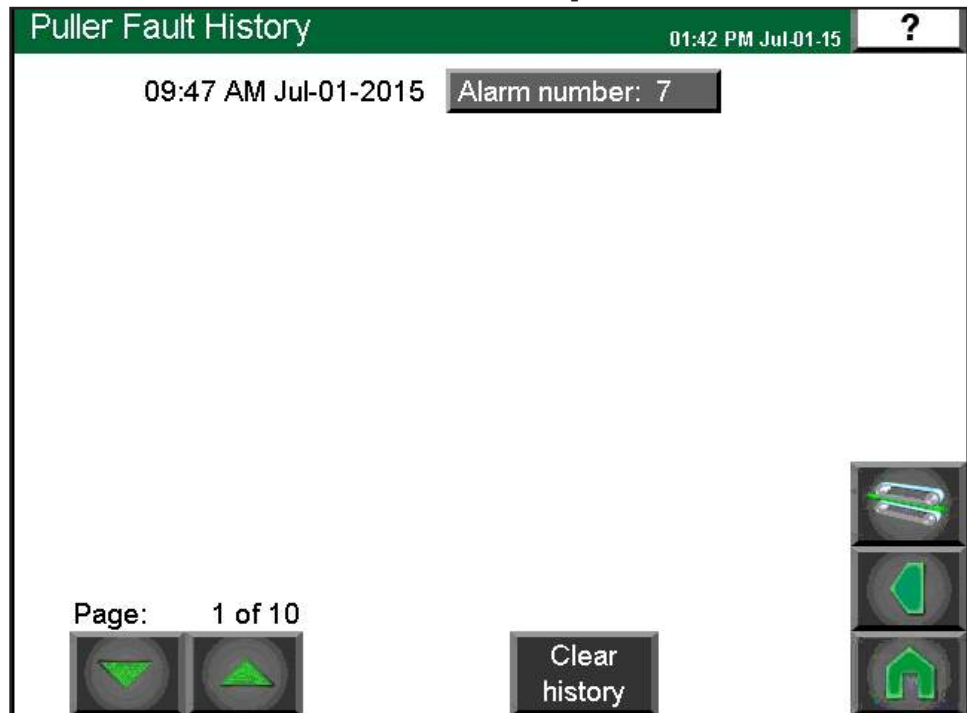 Puller Fault History
01:42 PM Jul-01-15
?
09:47 AM Jul-01-2015 Alarm number: 7
Page: 1 of 10
Clear
history